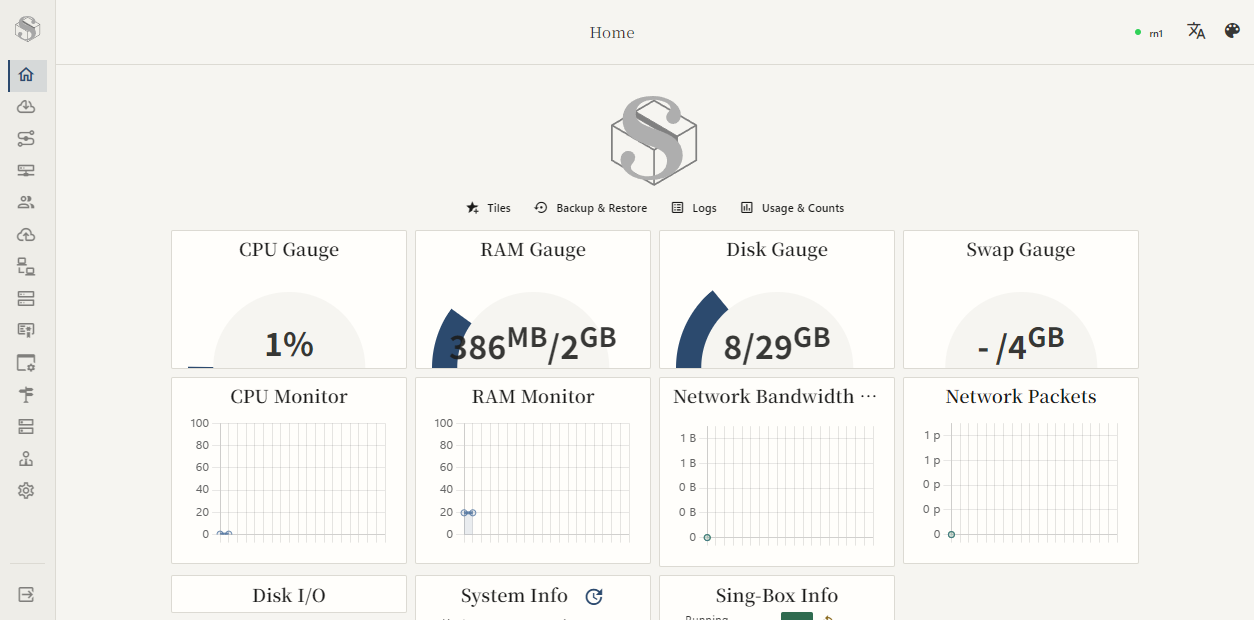 Home
rn1
Tiles
Backup & Restore
Logs
Usage & Counts
CPU Gauge
1%
RAM Gauge
386MB/2GB
Disk Gauge
8/29GB
Swap Gauge
- /4GB
CPU Monitor
100
80
60
40
20
0
RAM Monitor
100
80
60
40
20
0
Network Bandwidth ···
1 B
1 B
0 B
0 B
0
Network Packets
1 p
1 p
0 p
0 p
0
Disk I/O
System Info
Sing-Box Info
Running